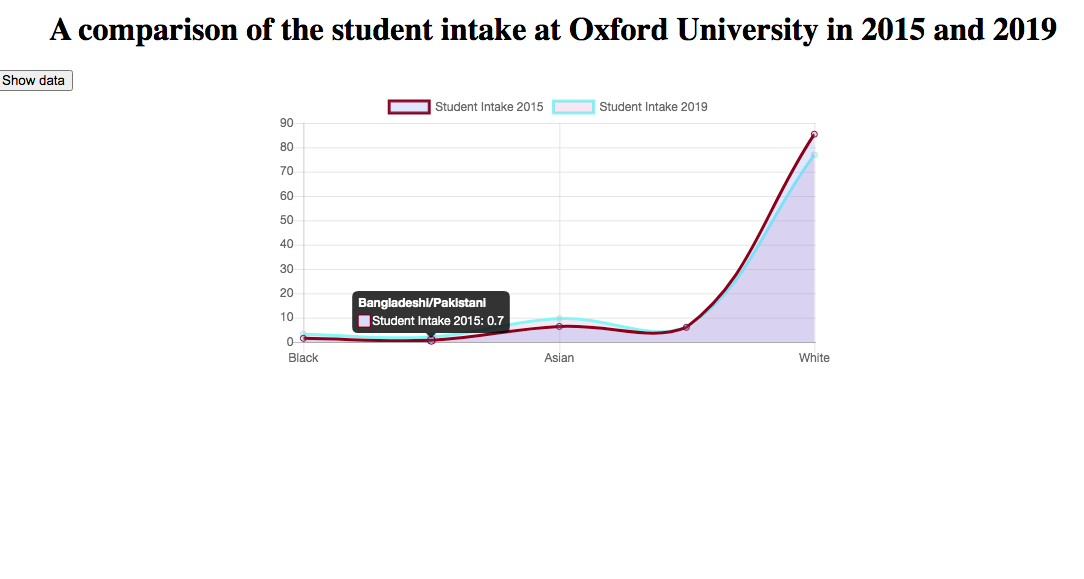 A comparison of the student intake at Oxford University in 2015 and 2019
Show data
Student Intake 2015 Student Intake 2019
90
80
70
60
50
40
30
20
10
0
Bangladeshi/Pakistani
Student Intake 2015: 0.7
Black Asian White